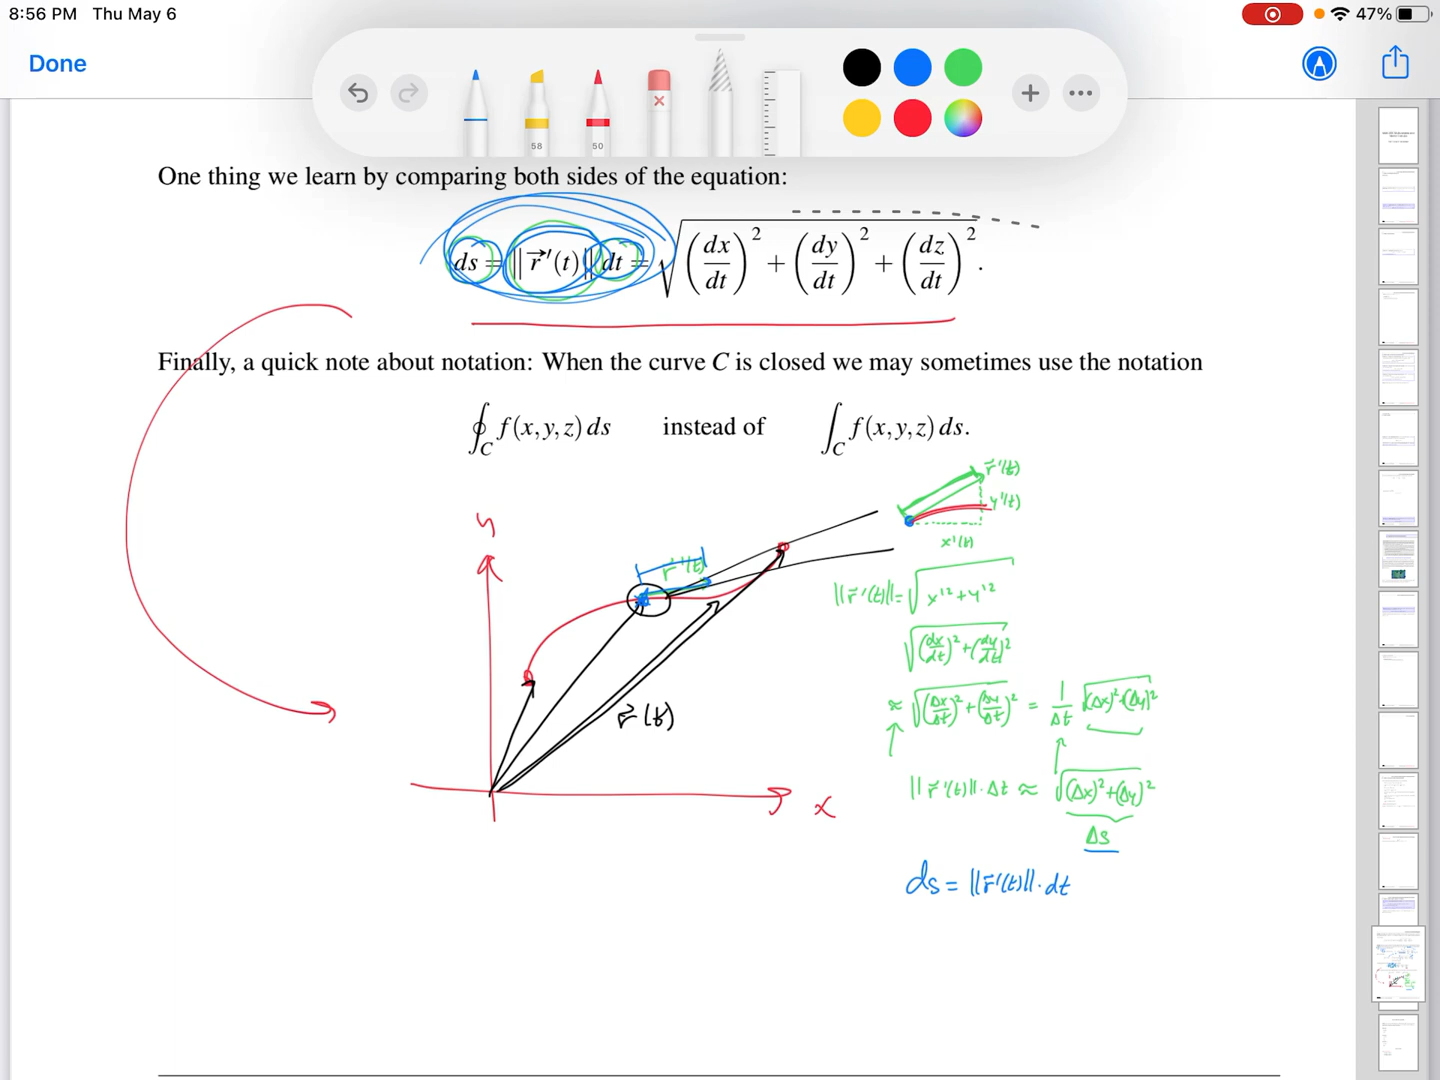 8:56 PM Thu May 6 47%
Done
58 50
One thing we learn by comparing both sides of the equation:
ds = ||r⃗ ′(t)|| dt = √((dx/dt)² + (dy/dt)² + (dz/dt)²).
Finally, a quick note about notation: When the curve C is closed we may sometimes use the notation
∮_C f(x,y,z) ds instead of ∫_C f(x,y,z) ds.
r⃗ ′(t)
y′(t)
x′(t)
y
r⃗ ′(t)
||r⃗ ′(t)|| = √(x′² + y′²)
√((dx/dt)² + (dy/dt)²)
≈ √((Δx/Δt)² + (Δy/Δt)²) = 1/Δt √((Δx)² + (Δy)²)
r⃗(t)
||r⃗ ′(t)|| · Δt ≈ √((Δx)² + (Δy)²)
x
Δs
ds = ||r⃗ ′(t)|| · dt